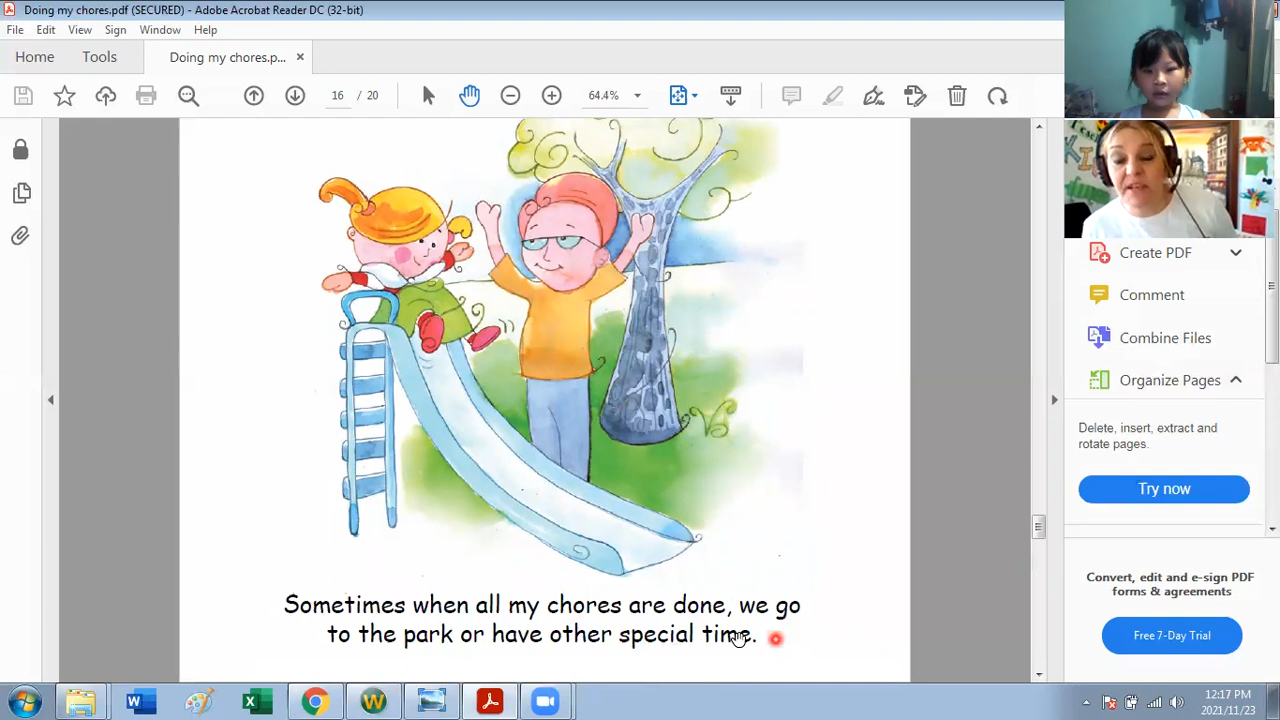 Doing my chores.pdf (SECURED) - Adobe Acrobat Reader DC (32-bit)
File Edit View Sign Window Help
Home Tools Doing my chores.p... ×
16 / 20 64.4%
Create PDF
Comment
Combine Files
Organize Pages
Delete, insert, extract and
rotate pages.
Try now
Convert, edit and e-sign PDF
forms & agreements
Free 7-Day Trial
Sometimes when all my chores are done, we go
to the park or have other special time.
12:17 PM
2021/11/23